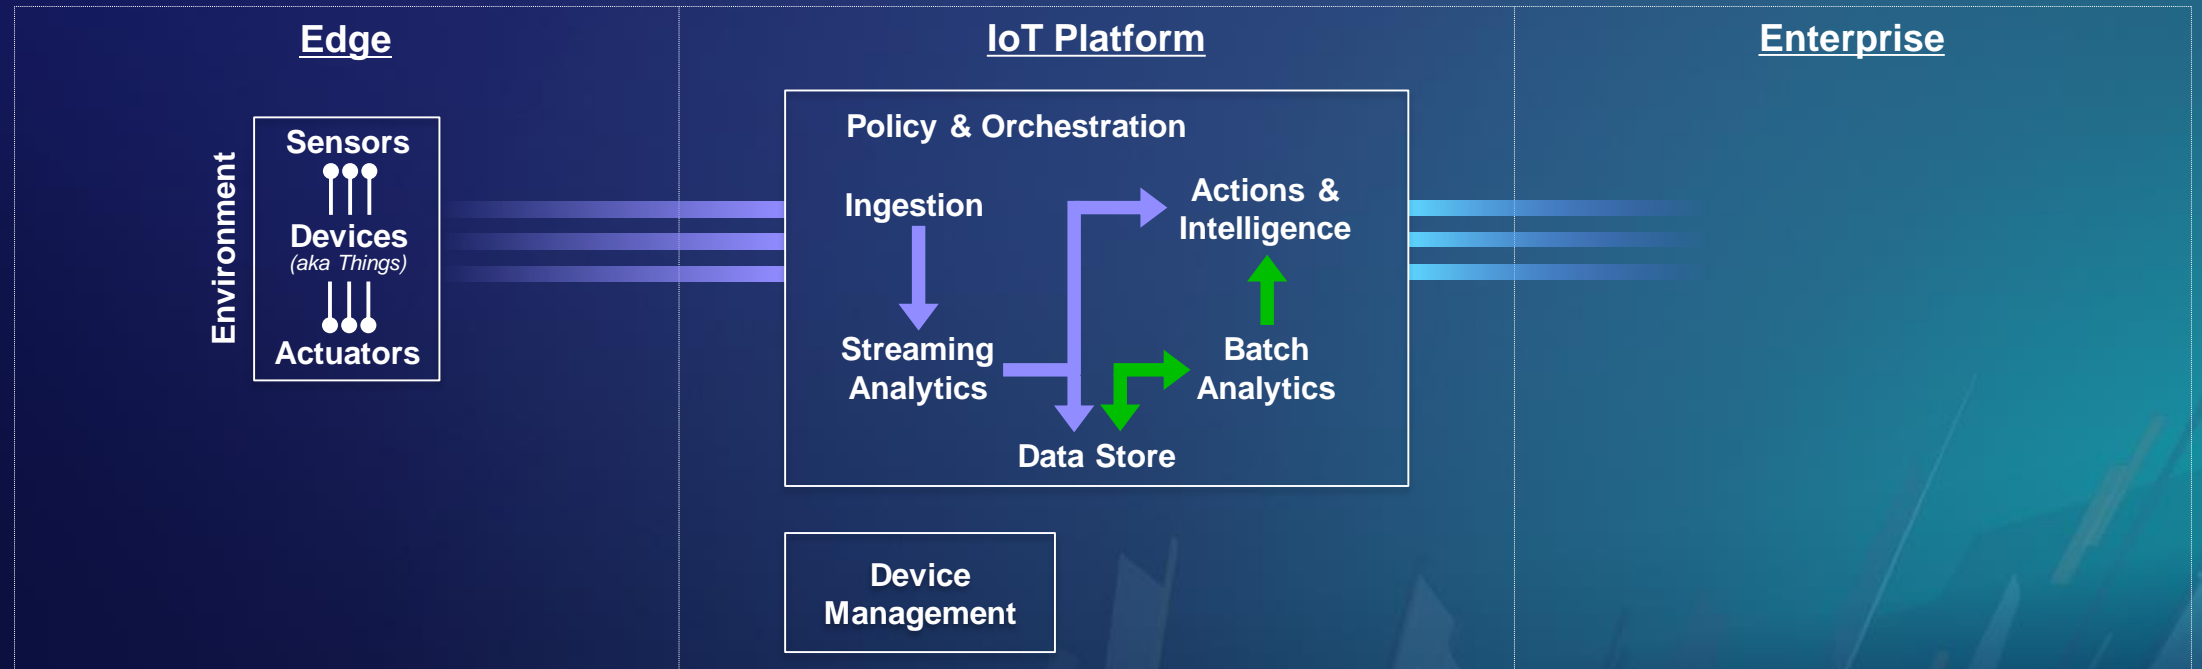 Edge
IoT Platform
Enterprise
Environment
Sensors
Devices
(aka Things)
Actuators
Policy & Orchestration
Ingestion
Actions &
Intelligence
Streaming
Analytics
Batch
Analytics
Data Store
Device
Management